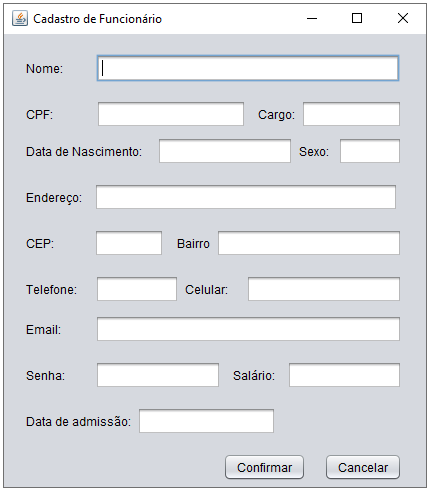 Cadastro de Funcionário
Nome:
CPF: Cargo:
Data de Nascimento: Sexo:
Endereço:
CEP: Bairro
Telefone: Celular:
Email:
Senha: Salário:
Data de admissão:
Confirmar Cancelar